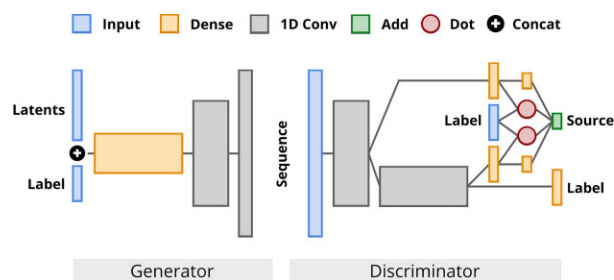 Input Dense 1D Conv Add Dot Concat
Latents
Label
Sequence
Label
Source
Label
Generator
Discriminator